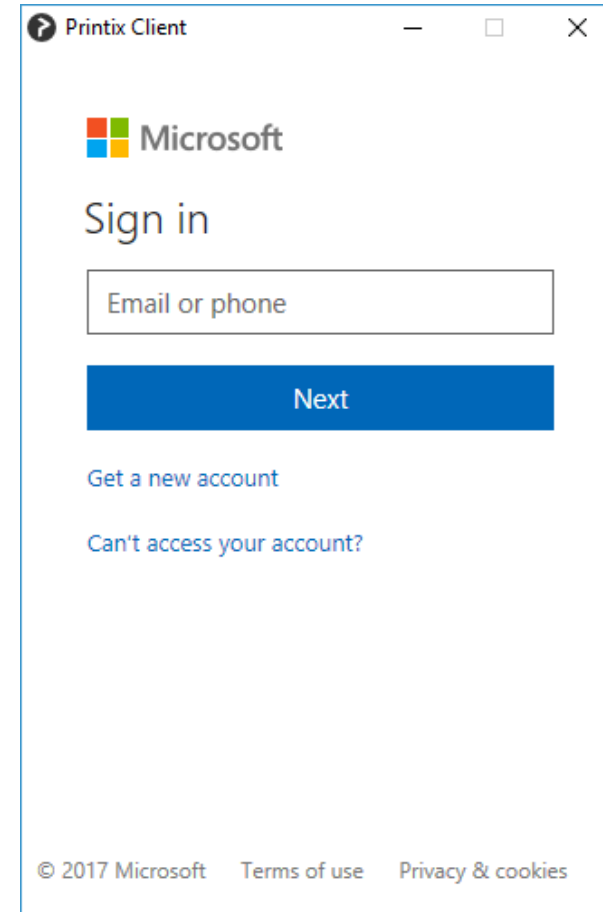 Printix Client
Microsoft
Sign in
Email or phone
Next
Get a new account
Can't access your account?
© 2017 Microsoft Terms of use Privacy & cookies